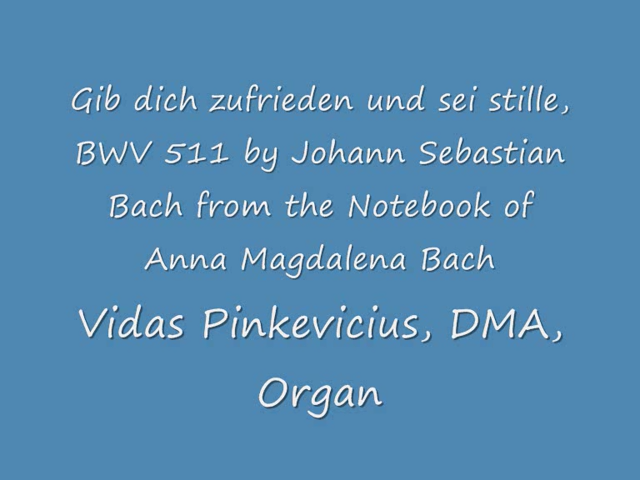 Gib dich zufrieden und sei stille,
BWV 511 by Johann Sebastian
Bach from the Notebook of
Anna Magdalena Bach
Vidas Pinkevicius, DMA,
Organ